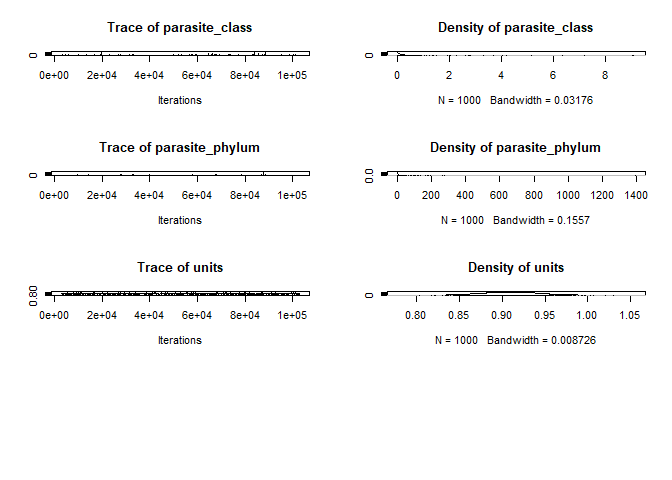 Trace of parasite_class
Density of parasite_class
0
0
0e+00 2e+04 4e+04 6e+04 8e+04 1e+05
0 2 4 6 8
Iterations
N = 1000 Bandwidth = 0.03176
Trace of parasite_phylum
Density of parasite_phylum
0
0.0
0e+00 2e+04 4e+04 6e+04 8e+04 1e+05
0 200 400 600 800 1000 1200 1400
Iterations
N = 1000 Bandwidth = 0.1557
Trace of units
Density of units
0.80
0
0e+00 2e+04 4e+04 6e+04 8e+04 1e+05
0.80 0.85 0.90 0.95 1.00 1.05
Iterations
N = 1000 Bandwidth = 0.008726